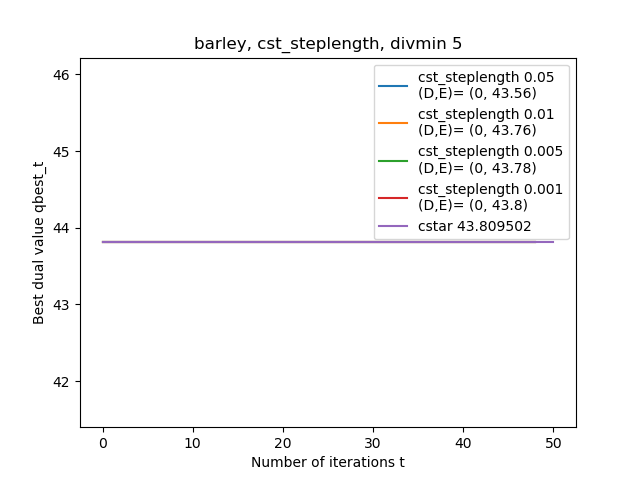 barley, cst_steplength, divmin 5
46
45
44
43
42
Best dual value qbest_t
cst_steplength 0.05
(D,E)= (0, 43.56)
cst_steplength 0.01
(D,E)= (0, 43.76)
cst_steplength 0.005
(D,E)= (0, 43.78)
cst_steplength 0.001
(D,E)= (0, 43.8)
cstar 43.809502
0 10 20 30 40 50
Number of iterations t